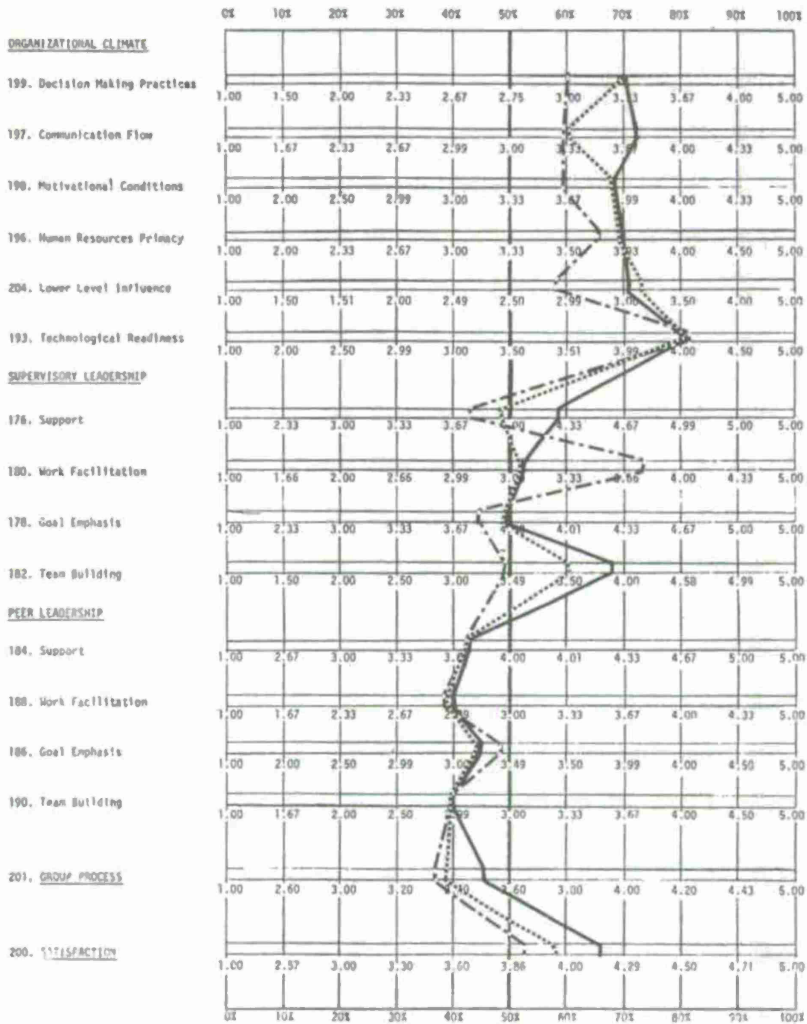 0% 10% 20% 30% 40% 50% 60% 70% 80% 90% 100%
ORGANIZATIONAL CLIMATE
199. Decision Making Practices
1.00 1.50 2.00 2.33 2.67 2.75 3.00 3.67 4.00 5.00
197. Communication Flow
1.00 1.67 2.33 2.67 2.99 3.00 3.33 4.00 4.33 5.00
198. Motivational Conditions
1.00 2.00 2.50 2.99 3.00 3.33 4.00 4.33 5.00
196. Human Resources Primacy
1.00 2.00 2.33 2.67 3.00 3.33 3.50 4.00 4.50 5.00
204. Lower Level Influence
1.00 1.50 1.51 2.00 2.49 2.50 2.99 3.00 3.50 4.00 5.00
193. Technological Readiness
1.00 2.00 2.50 2.99 3.00 3.50 3.51 3.99 4.00 4.50 5.00
SUPERVISORY LEADERSHIP
176. Support
1.00 2.33 3.00 3.33 3.67 4.33 4.67 4.99 5.00
180. Work Facilitation
1.00 1.66 2.00 2.66 2.99 3.33 4.00 4.33 5.00
178. Goal Emphasis
1.00 2.33 3.00 3.33 3.67 4.01 4.33 4.67 5.00
182. Team Building
1.00 1.50 2.00 2.50 3.00 3.49 3.50 4.00 4.58 4.99 5.00
PEER LEADERSHIP
184. Support
1.00 2.67 3.00 3.33 4.00 4.01 4.33 4.67 5.00 5.00
188. Work Facilitation
1.00 1.67 2.33 2.67 3.00 3.33 3.67 4.00 4.33 5.00
186. Goal Emphasis
1.00 2.00 2.50 2.99 3.49 3.50 3.99 4.00 4.50 5.00
190. Team Building
1.00 1.67 2.00 2.50 3.00 3.33 3.67 4.00 4.50 5.00
201. GROUP PROCESS
1.00 2.60 3.00 3.20 3.60 4.00 4.20 4.43 5.00
200. SATISFACTION
1.00 2.57 3.00 3.30 3.60 3.86 4.00 4.29 4.50 4.71 5.00
0% 10% 20% 30% 40% 50% 60% 70% 80% 90% 100%